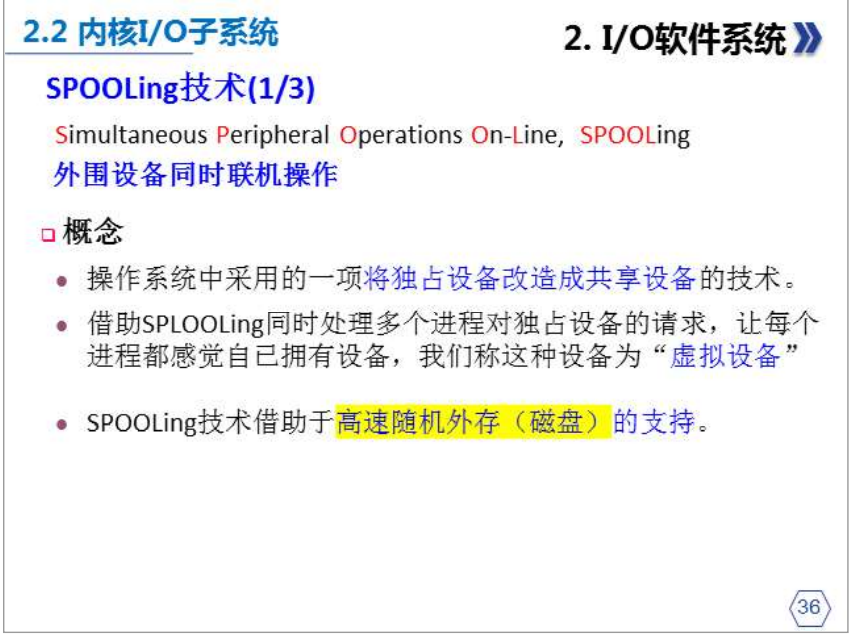 2.2 内核I/O子系统
2. I/O软件系统
SPOOLing技术(1/3)
Simultaneous Peripheral Operations On-Line, SPOOLing
外围设备同时联机操作
概念
操作系统中采用的一项将独占设备改造成共享设备的技术。
借助SPLOOLing同时处理多个进程对独占设备的请求，让每个
进程都感觉自己拥有设备，我们称这种设备为“虚拟设备”
SPOOLing技术借助于高速随机外存（磁盘）的支持。
36